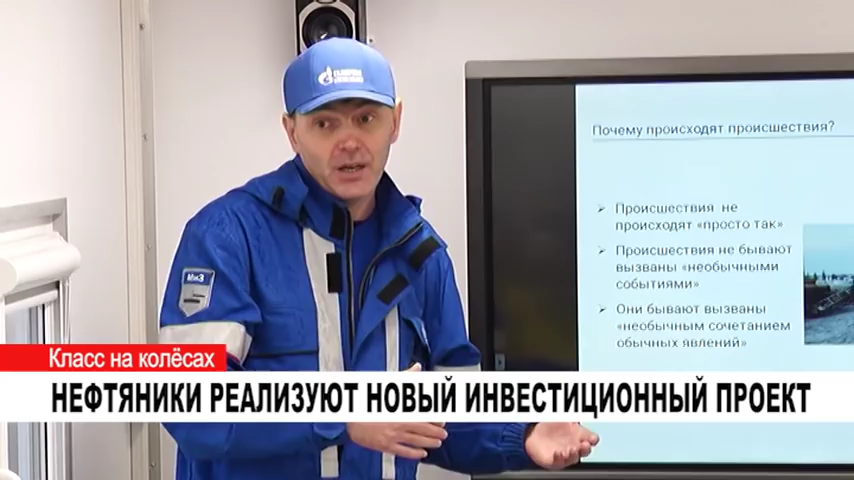 Почему происходят происшествия?
Происшествия не
происходят «просто так»
Происшествия не бывают
вызваны «необычными
событиями»
Они бывают вызваны
«необычным сочетанием
обычных явлений»
Класс на колёсах
НЕФТЯНИКИ РЕАЛИЗУЮТ НОВЫЙ ИНВЕСТИЦИОННЫЙ ПРОЕКТ